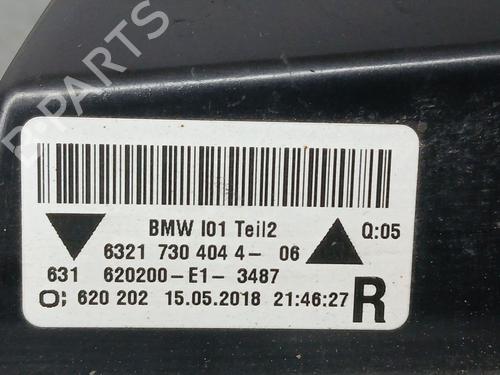 B-PARTS
BMW I01 Teil2
Q:05
6321 730 404 4- 06
631 620200-E1- 3487
O; 620 202 15.05.2018 21:46:27 R